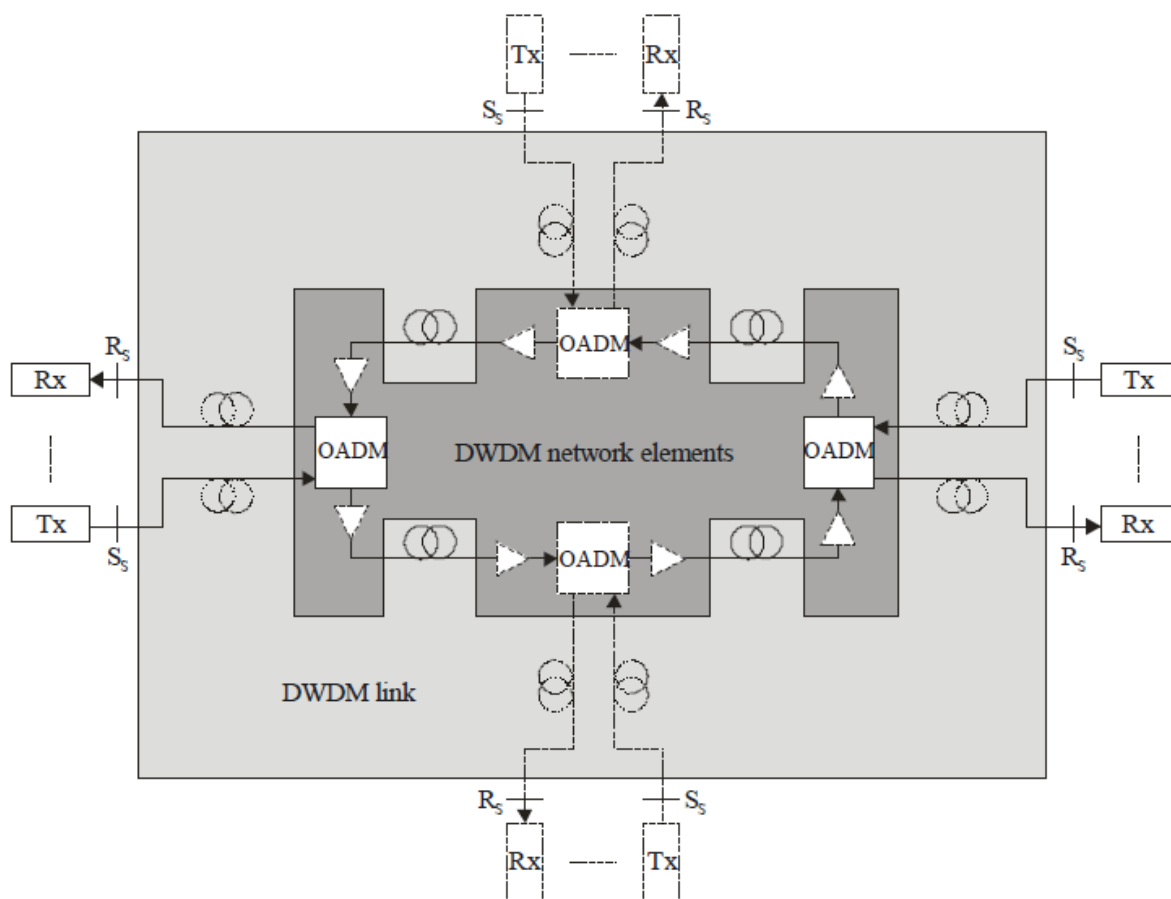 Tx
Rx
S_S
R_S
OADM
R_S
S_S
Rx
Tx
OADM
DWDM network elements
OADM
Tx
Rx
S_S
R_S
OADM
DWDM link
R_S
S_S
Rx
Tx